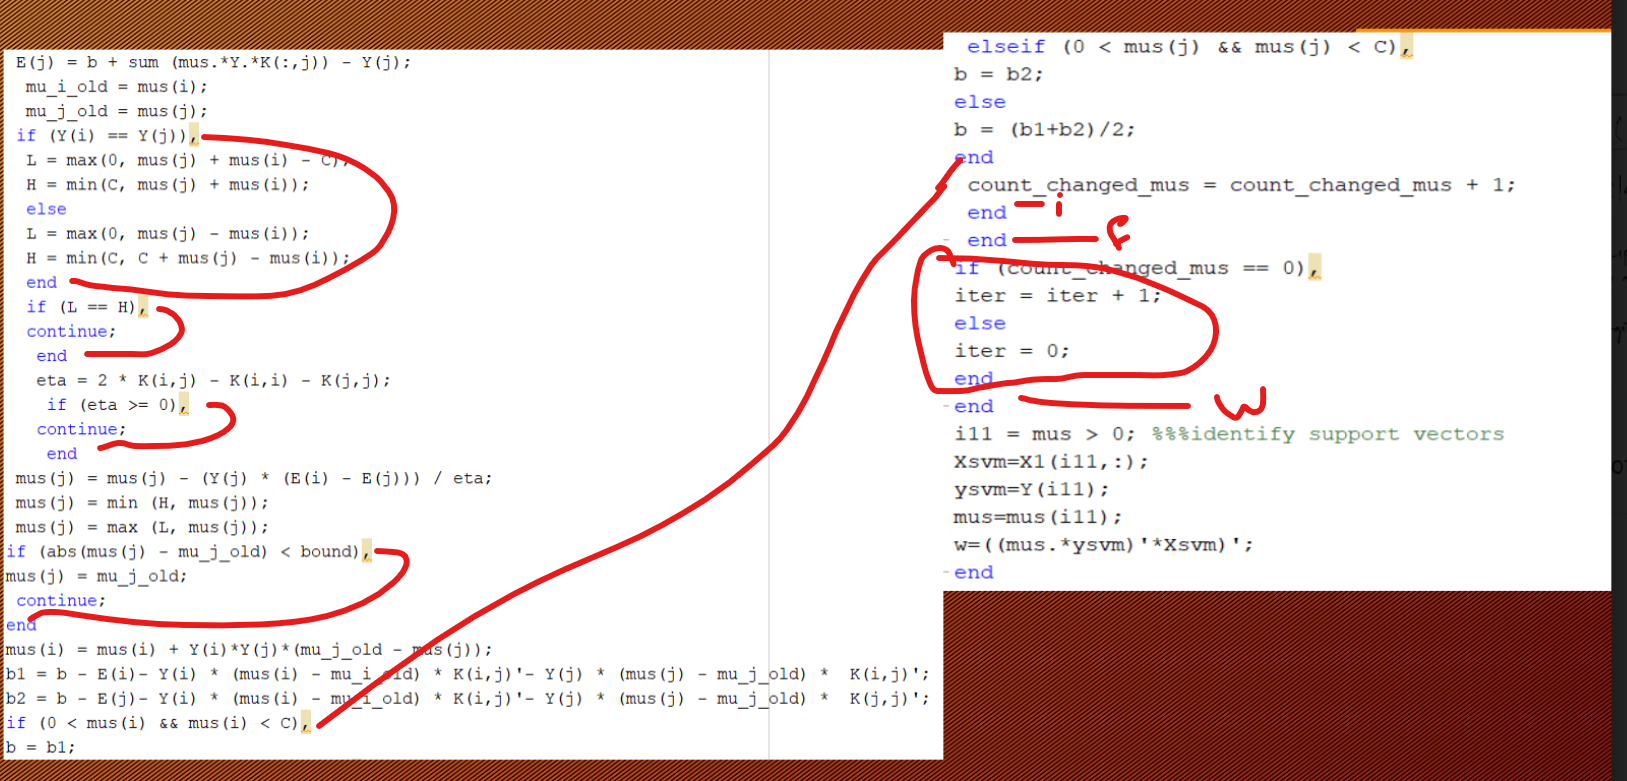 E(j) = b + sum (mus.*Y.*K(:,j)) - Y(j);
mu_i_old = mus(i);
mu_j_old = mus(j);
if (Y(i) == Y(j)),
L = max(0, mus(j) + mus(i) - C);
H = min(C, mus(j) + mus(i));
else
L = max(0, mus(j) - mus(i));
H = min(C, C + mus(j) - mus(i));
end
if (L == H),
continue;
end
eta = 2 * K(i,j) - K(i,i) - K(j,j);
if (eta >= 0),
continue;
end
mus(j) = mus(j) - (Y(j) * (E(i) - E(j))) / eta;
mus(j) = min (H, mus(j));
mus(j) = max (L, mus(j));
if (abs(mus(j) - mu_j_old) < bound),
mus(j) = mu_j_old;
continue;
end
mus(i) = mus(i) + Y(i)*Y(j)*(mu_j_old - mus(j));
b1 = b - E(i)- Y(i) * (mus(i) - mu_i_old) * K(i,j)'- Y(j) * (mus(j) - mu_j_old) * K(i,j)';
b2 = b - E(j)- Y(i) * (mus(i) - mu_i_old) * K(i,j)'- Y(j) * (mus(j) - mu_j_old) * K(j,j)';
if (0 < mus(i) && mus(i) < C),
b = b1;
elseif (0 < mus(j) && mus(j) < C),
b = b2;
else
b = (b1+b2)/2;
end
count_changed_mus = count_changed_mus + 1;
end i
end F
if (count_changed_mus == 0),
iter = iter + 1;
else
iter = 0;
end
end W
i11 = mus > 0; %%%identify support vectors
Xsvm=X1(i11,:);
ysvm=Y(i11);
mus=mus(i11);
w=((mus.*ysvm)'*Xsvm)';
end